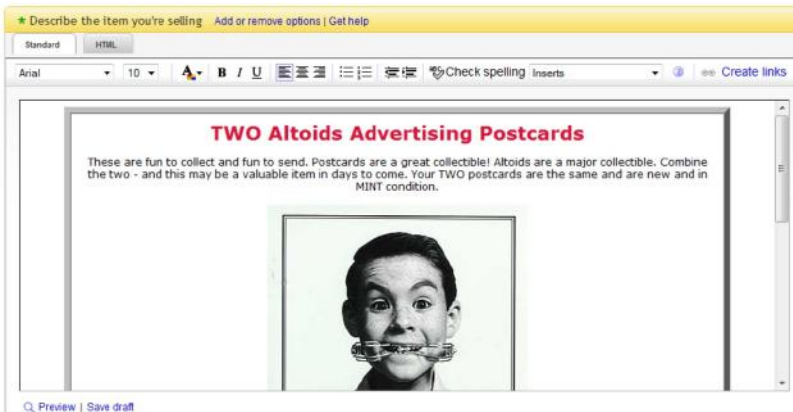 * Describe the item you're selling Add or remove options | Get help
Standard HTML
Arial 10 A B I U Check spelling Inserts Create links
TWO Altoids Advertising Postcards
These are fun to collect and fun to send. Postcards are a great collectible! Altoids are a major collectible. Combine
the two - and this may be a valuable item in days to come. Your TWO postcards are the same and are new and in
MINT condition.
Preview | Save draft